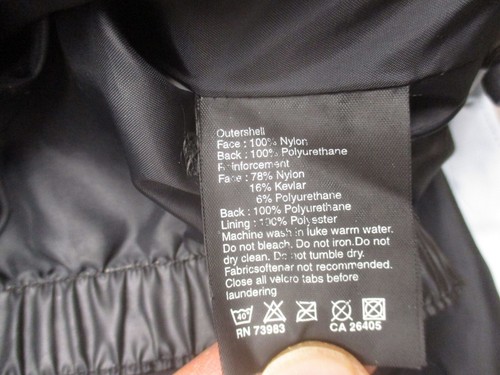 Outershell
Face : 100% Nylon
Back : 100% Polyurethane
Reinforcement
Face : 78% Nylon
16% Kevlar
6% Polyurethane
Back : 100% Polyurethane
Lining : 100% Polyester
Machine wash in luke warm water.
Do not bleach. Do not iron.Do not
dry clean. Do not tumble dry.
Fabricsoftener not recommended.
Close all velcro tabs before
laundering
40°
RN 73983 CA 26405